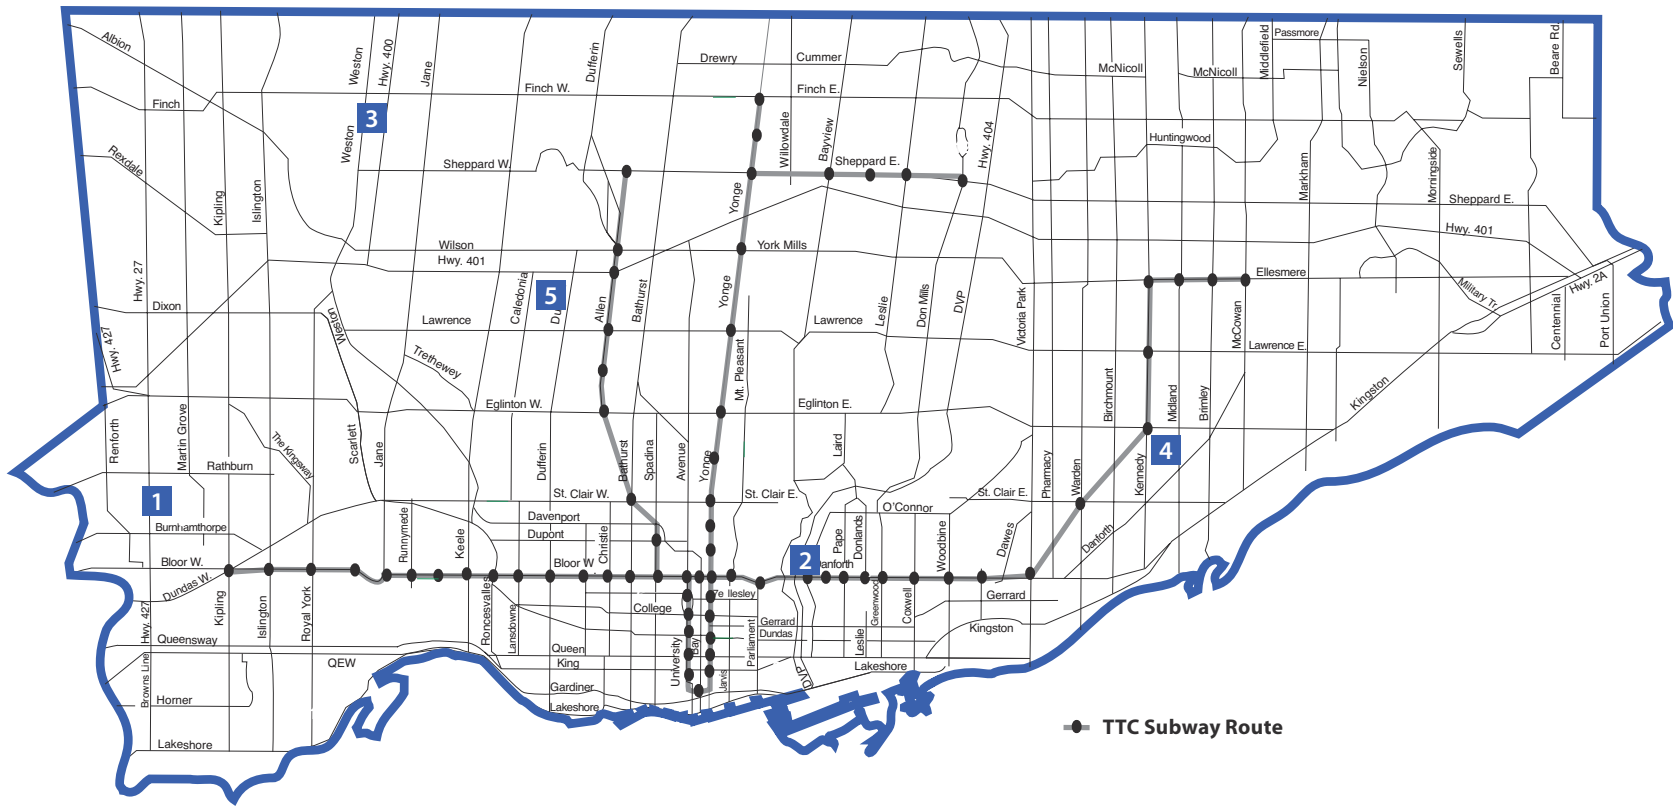 Albion
Weston
Hwy. 400
Jane
Dufferin
Drewry
Cummer
McNicoll
McNicoll
Middlefield
Passmore
Nielson
Sewells
Beare Rd.
Finch
Finch W.
Finch E.
3
Weston
Willowdale
Bayview
Hwy. 404
Huntingwood
Rexdale
Sheppard W.
Sheppard E.
Markham
Morningside
Sheppard E.
Kipling
Islington
Yonge
Wilson
Hwy. 401
York Mills
Hwy. 401
Hwy. 27
Ellesmere
Military Tr.
Hwy. 2A
Caledonia
5
Allen
Bathurst
Yonge
Leslie
Don Mills
DVP
Victoria Park
McCowan
Centennial
Port Union
Dixon
Weston
Lawrence
Lawrence
Lawrence E.
Hwy. 427
Trethewey
Mt. Pleasant
Birchmount
Midland
Brimley
Kingston
Eglinton W.
Eglinton E.
Renforth
Martin Grove
The Kingsway
Scarlett
Jane
Dufferin
Bathurst
Spadina
Avenue
Yonge
Laird
Pharmacy
Warden
Kennedy
4
Rathburn
1
St. Clair W.
St. Clair E.
St. Clair E.
O'Connor
Burnhamthorpe
Runnymede
Keele
Davenport
Dupont
Christie
Pape
Donlands
Woodbine
Dawes
Danforth
Bloor W.
Bloor W
2
Danforth
Dundas W.
Hwy. 427
Kipling
Islington
Royal York
Roncesvalles
Lansdowne
College
We llesley
Gerrard
Dundas
Parliament
Leslie
Greenwood
Coxwell
Gerrard
Kingston
Queensway
QEW
Queen
King
University
Bay
Jarvis
DVP
Lakeshore
Browns Line
Horner
Gardiner
Lakeshore
Lakeshore
TTC Subway Route